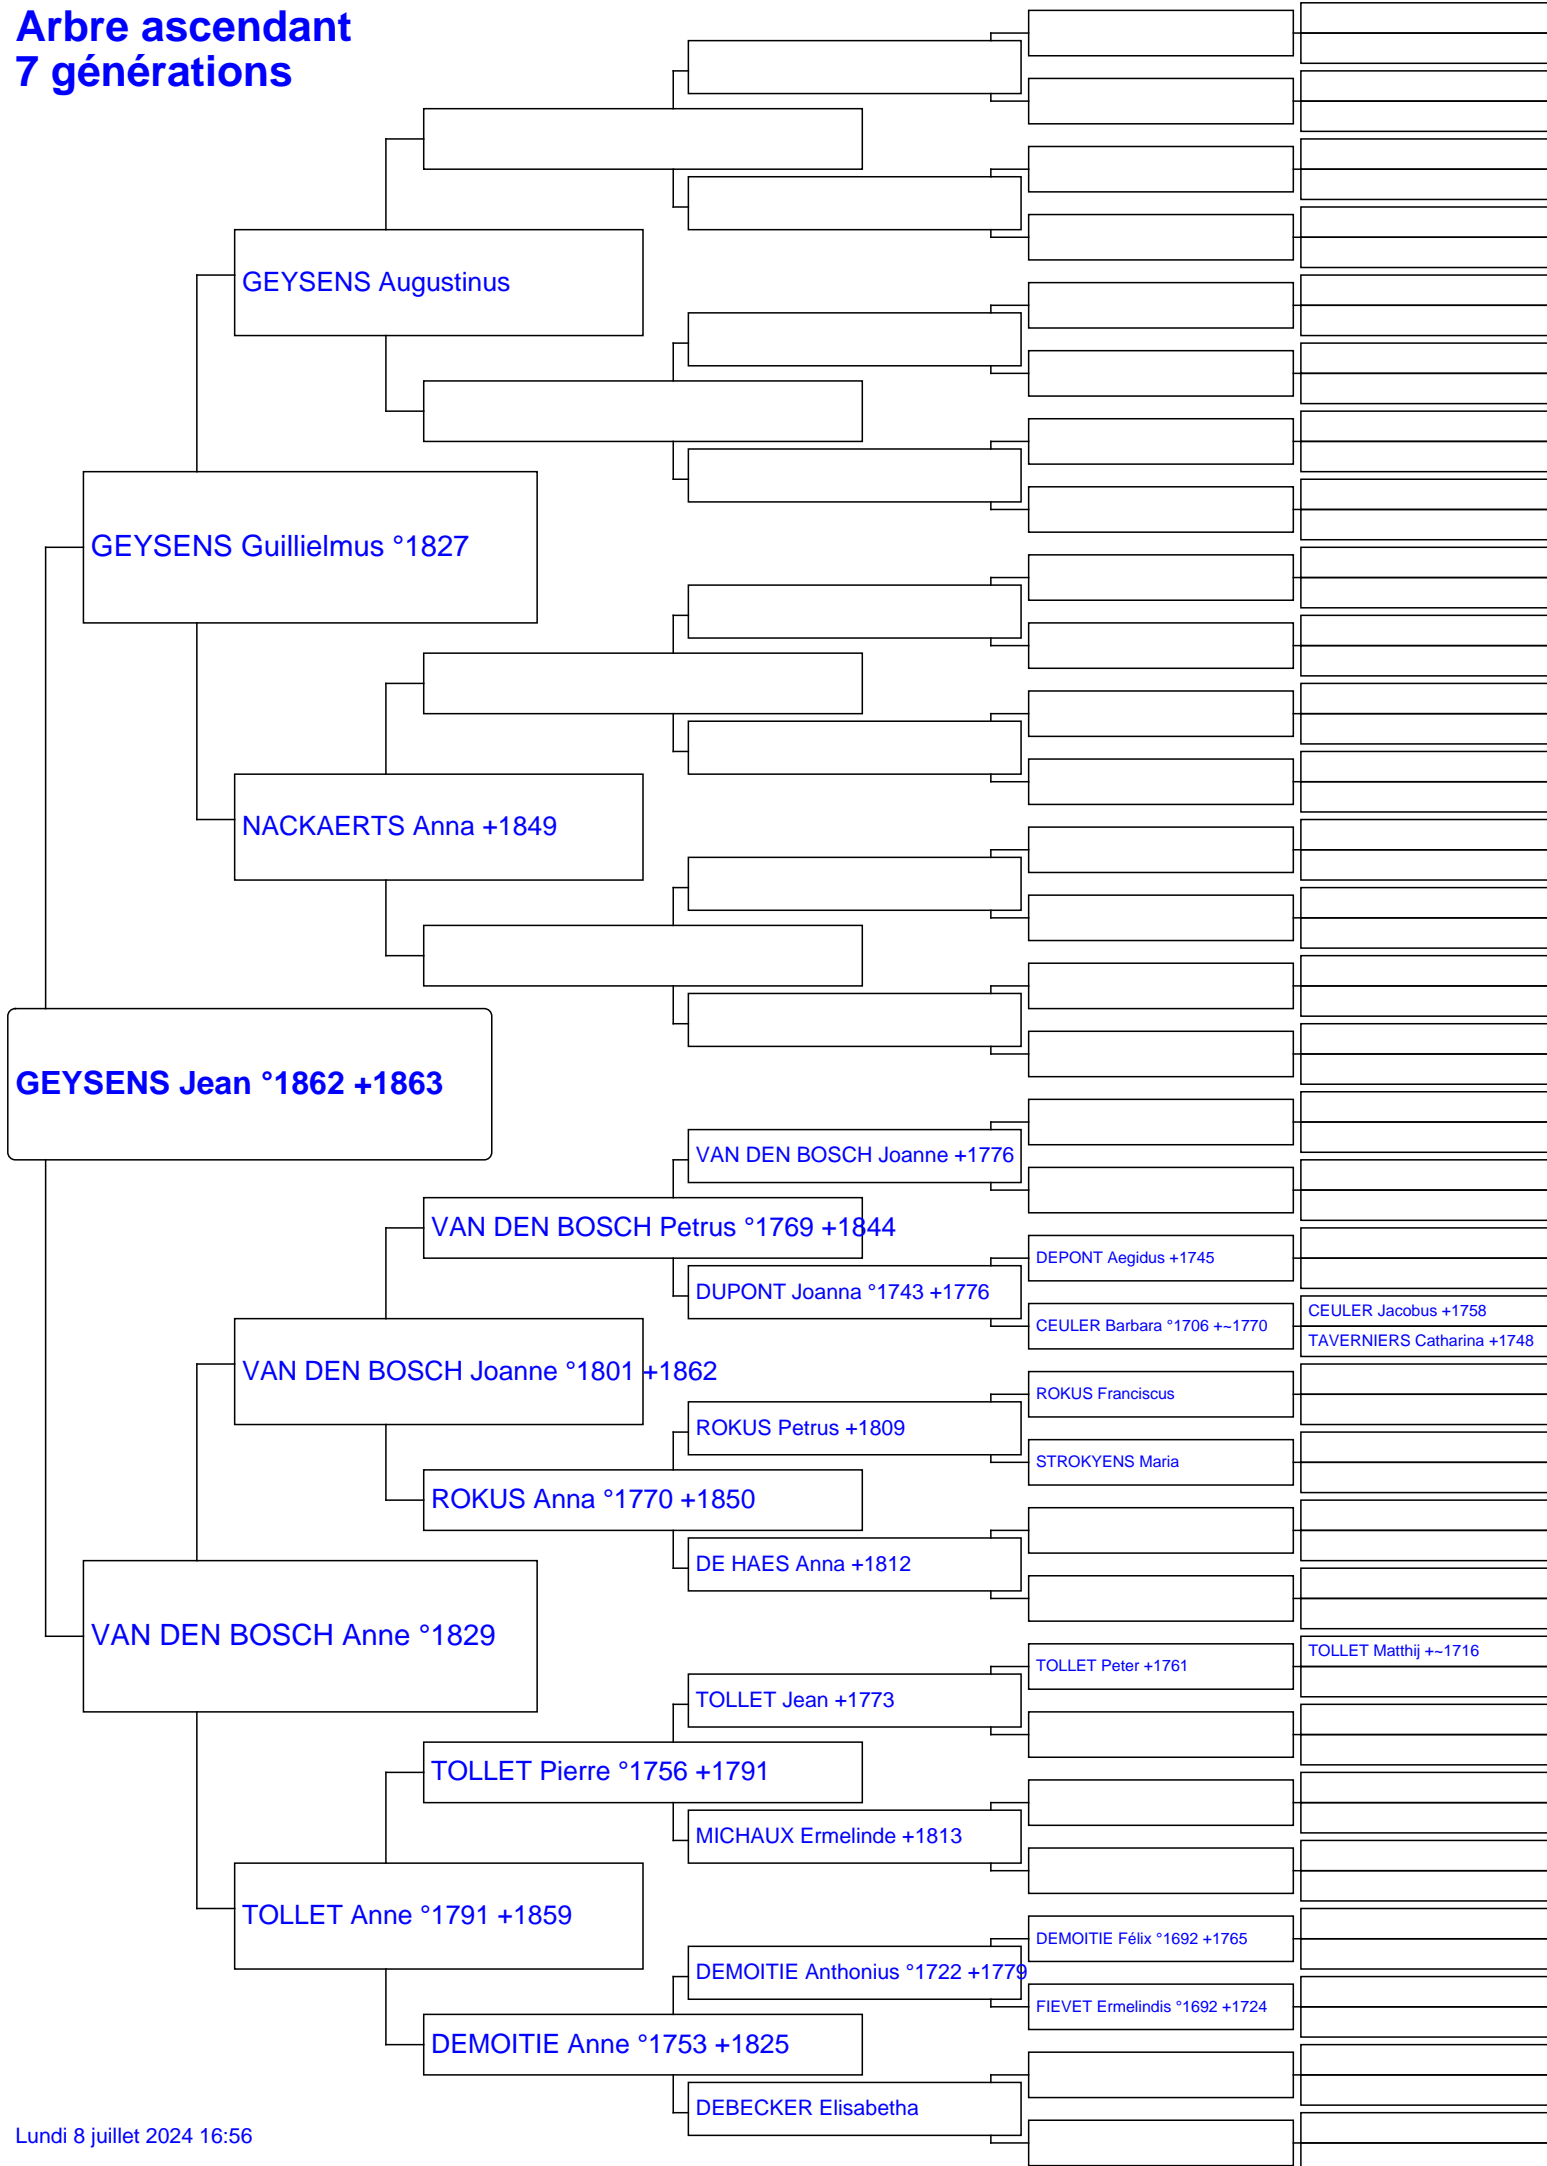 Arbre ascendant
7 générations
GEYSENS Augustinus
GEYSENS Guillielmus °1827
NACKAERTS Anna +1849
GEYSENS Jean °1862 +1863
VAN DEN BOSCH Joanne +1776
VAN DEN BOSCH Petrus °1769 +1844
DEPONT Aegidus +1745
DUPONT Joanna °1743 +1776
CEULER Jacobus +1758
CEULER Barbara °1706 +~1770
TAVERNIERS Catharina +1748
VAN DEN BOSCH Joanne °1801 +1862
ROKUS Franciscus
ROKUS Petrus +1809
STROKYENS Maria
ROKUS Anna °1770 +1850
DE HAES Anna +1812
VAN DEN BOSCH Anne °1829
TOLLET Matthij +~1716
TOLLET Peter +1761
TOLLET Jean +1773
TOLLET Pierre °1756 +1791
MICHAUX Ermelinde +1813
TOLLET Anne °1791 +1859
DEMOITIE Félix °1692 +1765
DEMOITIE Anthonius °1722 +1779
FIEVET Ermelindis °1692 +1724
DEMOITIE Anne °1753 +1825
DEBECKER Elisabetha
Lundi 8 juillet 2024 16:56